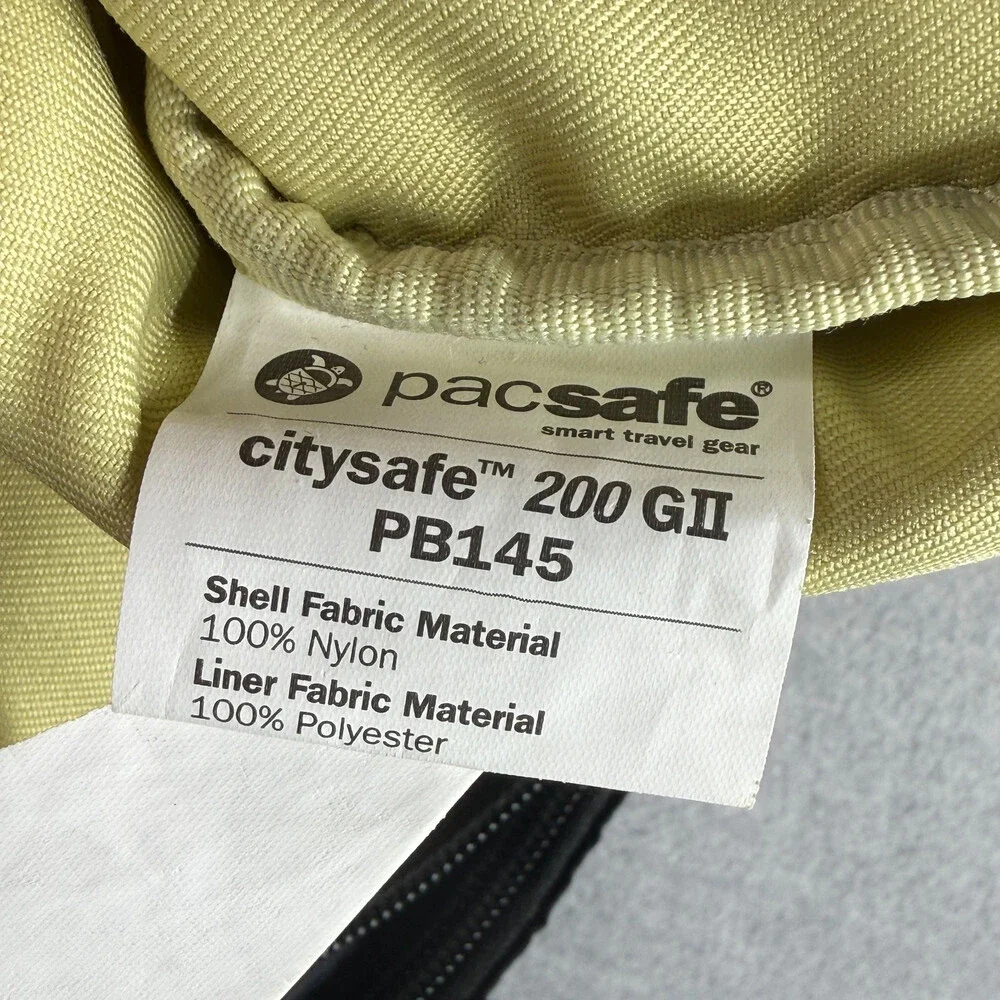 pacsafe®
smart travel gear
citysafe™ 200 GII
PB145
Shell Fabric Material
100% Nylon
Liner Fabric Material
100% Polyester